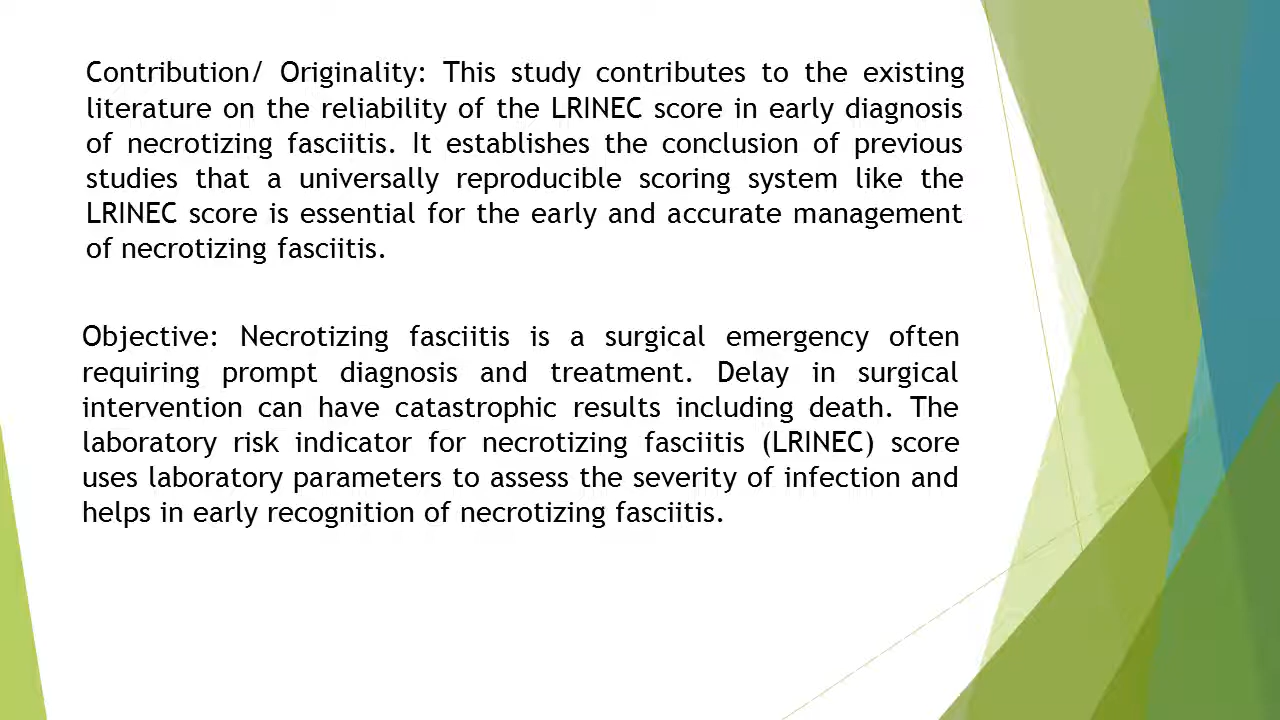 Contribution/ Originality: This study contributes to the existing
literature on the reliability of the LRINEC score in early diagnosis
of necrotizing fasciitis. It establishes the conclusion of previous
studies that a universally reproducible scoring system like the
LRINEC score is essential for the early and accurate management
of necrotizing fasciitis.
Objective: Necrotizing fasciitis is a surgical emergency often
requiring prompt diagnosis and treatment. Delay in surgical
intervention can have catastrophic results including death. The
laboratory risk indicator for necrotizing fasciitis (LRINEC) score
uses laboratory parameters to assess the severity of infection and
helps in early recognition of necrotizing fasciitis.